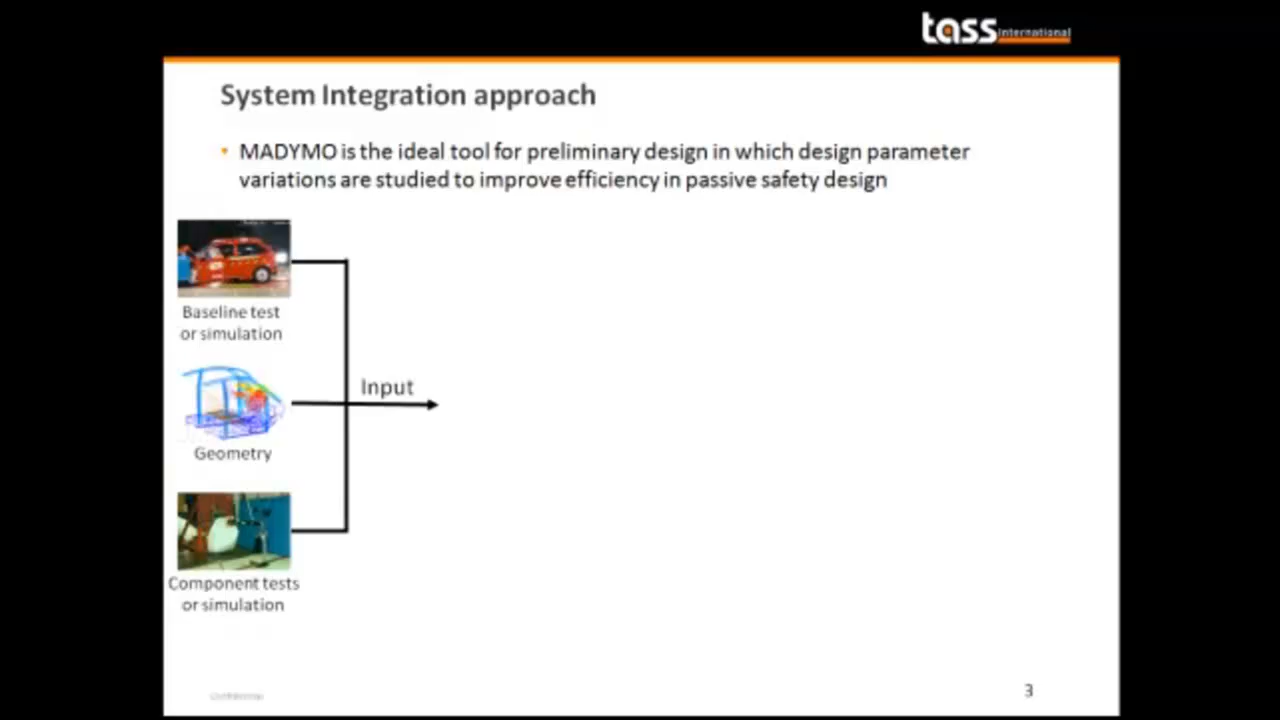 tass international
System Integration approach
• MADYMO is the ideal tool for preliminary design in which design parameter
variations are studied to improve efficiency in passive safety design
Baseline test
or simulation
Input
Geometry
Component tests
or simulation
3